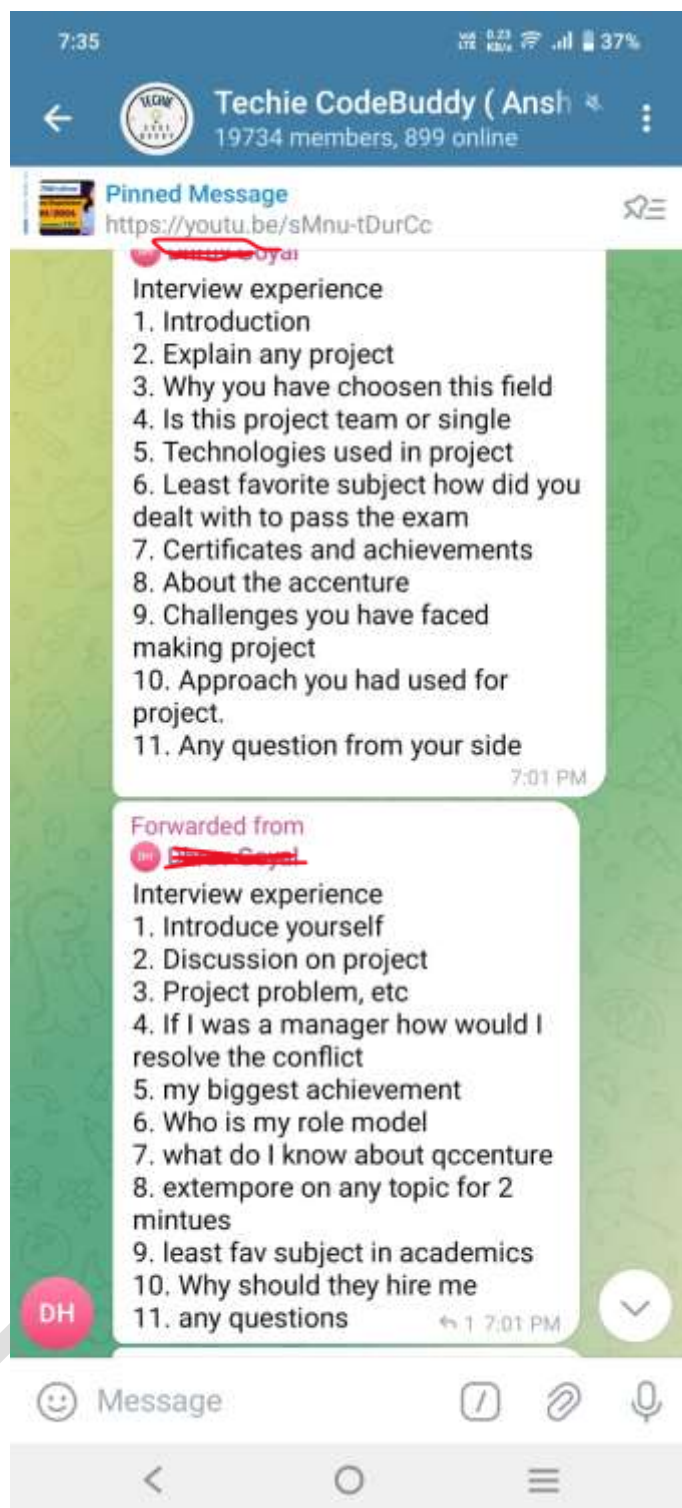 7:35
37%
Techie CodeBuddy ( Ansh
19734 members, 899 online
Pinned Message
https://youtu.be/sMnu-tDurCc
Interview experience
1. Introduction
2. Explain any project
3. Why you have choosen this field
4. Is this project team or single
5. Technologies used in project
6. Least favorite subject how did you
dealt with to pass the exam
7. Certificates and achievements
8. About the accenture
9. Challenges you have faced
making project
10. Approach you had used for
project.
11. Any question from your side
7:01 PM
Forwarded from
Interview experience
1. Introduce yourself
2. Discussion on project
3. Project problem, etc
4. If I was a manager how would I
resolve the conflict
5. my biggest achievement
6. Who is my role model
7. what do I know about qccenture
8. extempore on any topic for 2
mintues
9. least fav subject in academics
10. Why should they hire me
DH
11. any questions
1 7:01 PM
Message